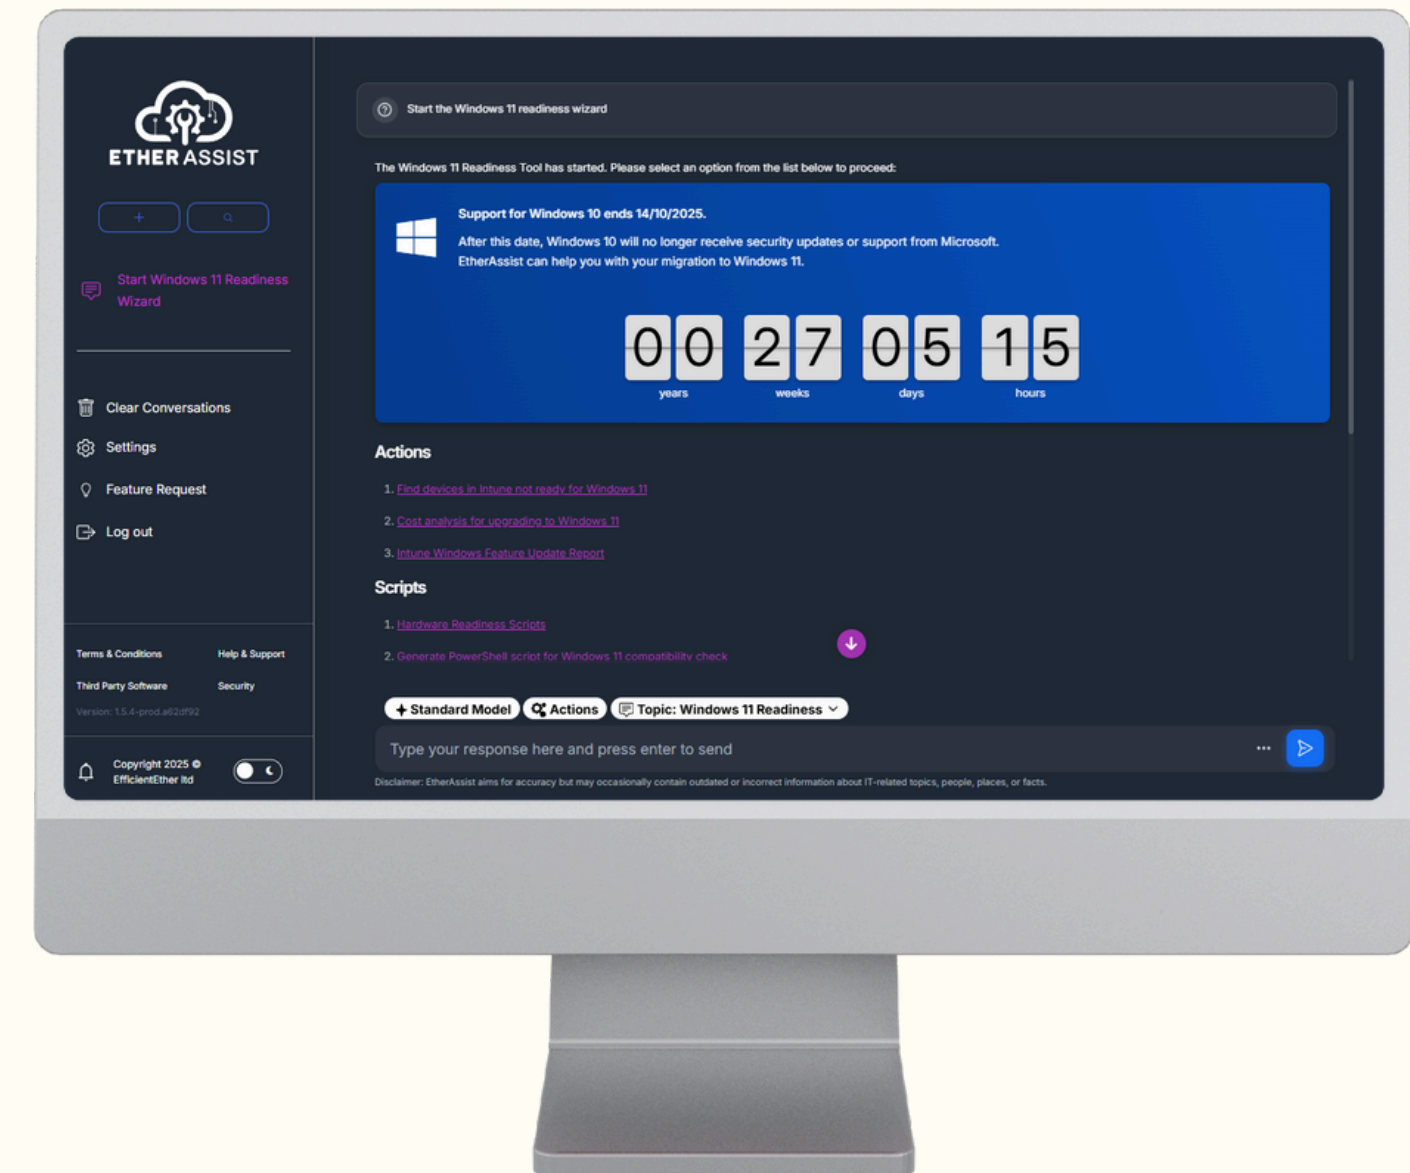 ETHER ASSIST
Start Windows 11 Readiness
Wizard
Clear Conversations
Settings
Feature Request
Log out
Terms & Conditions
Help & Support
Third Party Software
Security
Version: 1.5.4-prod.a62df92
Copyright 2025 ©
EfficientEther ltd
Start the Windows 11 readiness wizard
The Windows 11 Readiness Tool has started. Please select an option from the list below to proceed:
Support for Windows 10 ends 14/10/2025.
After this date, Windows 10 will no longer receive security updates or support from Microsoft.
EtherAssist can help you with your migration to Windows 11.
00 27 05 15
years weeks days hours
Actions
1. Find devices in Intune not ready for Windows 11
2. Cost analysis for upgrading to Windows 11
3. Intune Windows Feature Update Report
Scripts
1. Hardware Readiness Scripts
2. Generate PowerShell script for Windows 11 compatibility check
Standard Model
Actions
Topic: Windows 11 Readiness
Type your response here and press enter to send
Disclaimer: EtherAssist aims for accuracy but may occasionally contain outdated or incorrect information about IT-related topics, people, places, or facts.